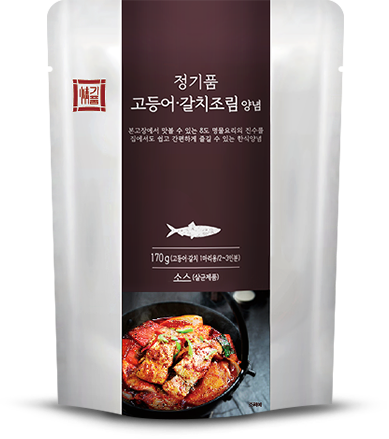 정기품
정기품
고등어·갈치조림 양념
본고장에서 맛볼 수 있는 8도 명물요리의 진수를
집에서도 쉽고 간편하게 즐길 수 있는 한식양념
170g (고등어·갈치 1마리용/2~3인분)
소스 (살균제품)